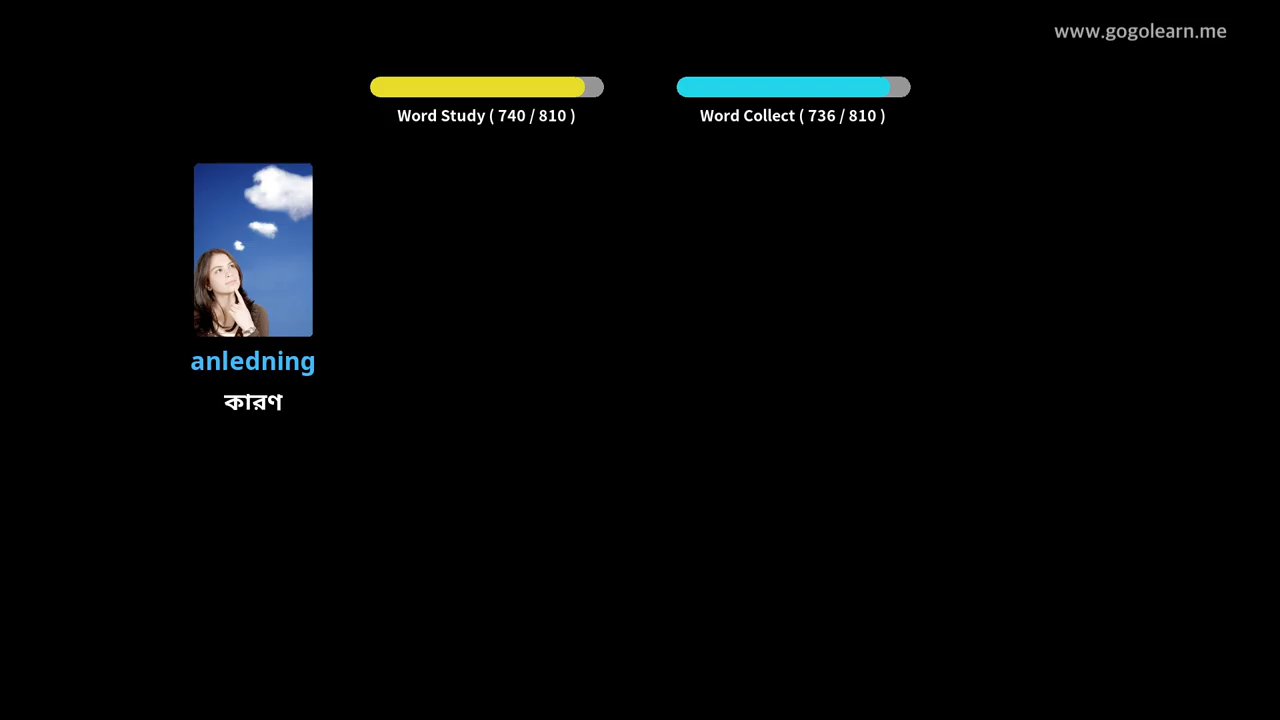 www.gogolearn.me
Word Study ( 740 / 810 )
Word Collect ( 736 / 810 )
anledning
কারণ